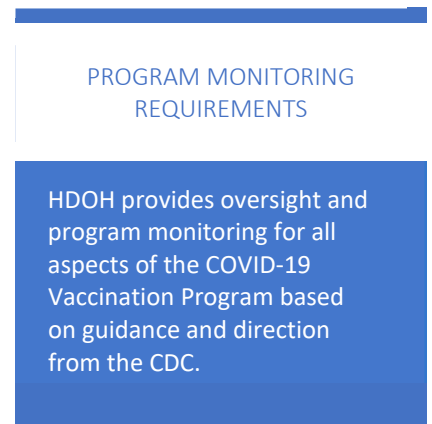 PROGRAM MONITORING
REQUIREMENTS
HDOH provides oversight and
program monitoring for all
aspects of the COVID-19
Vaccination Program based
on guidance and direction
from the CDC.